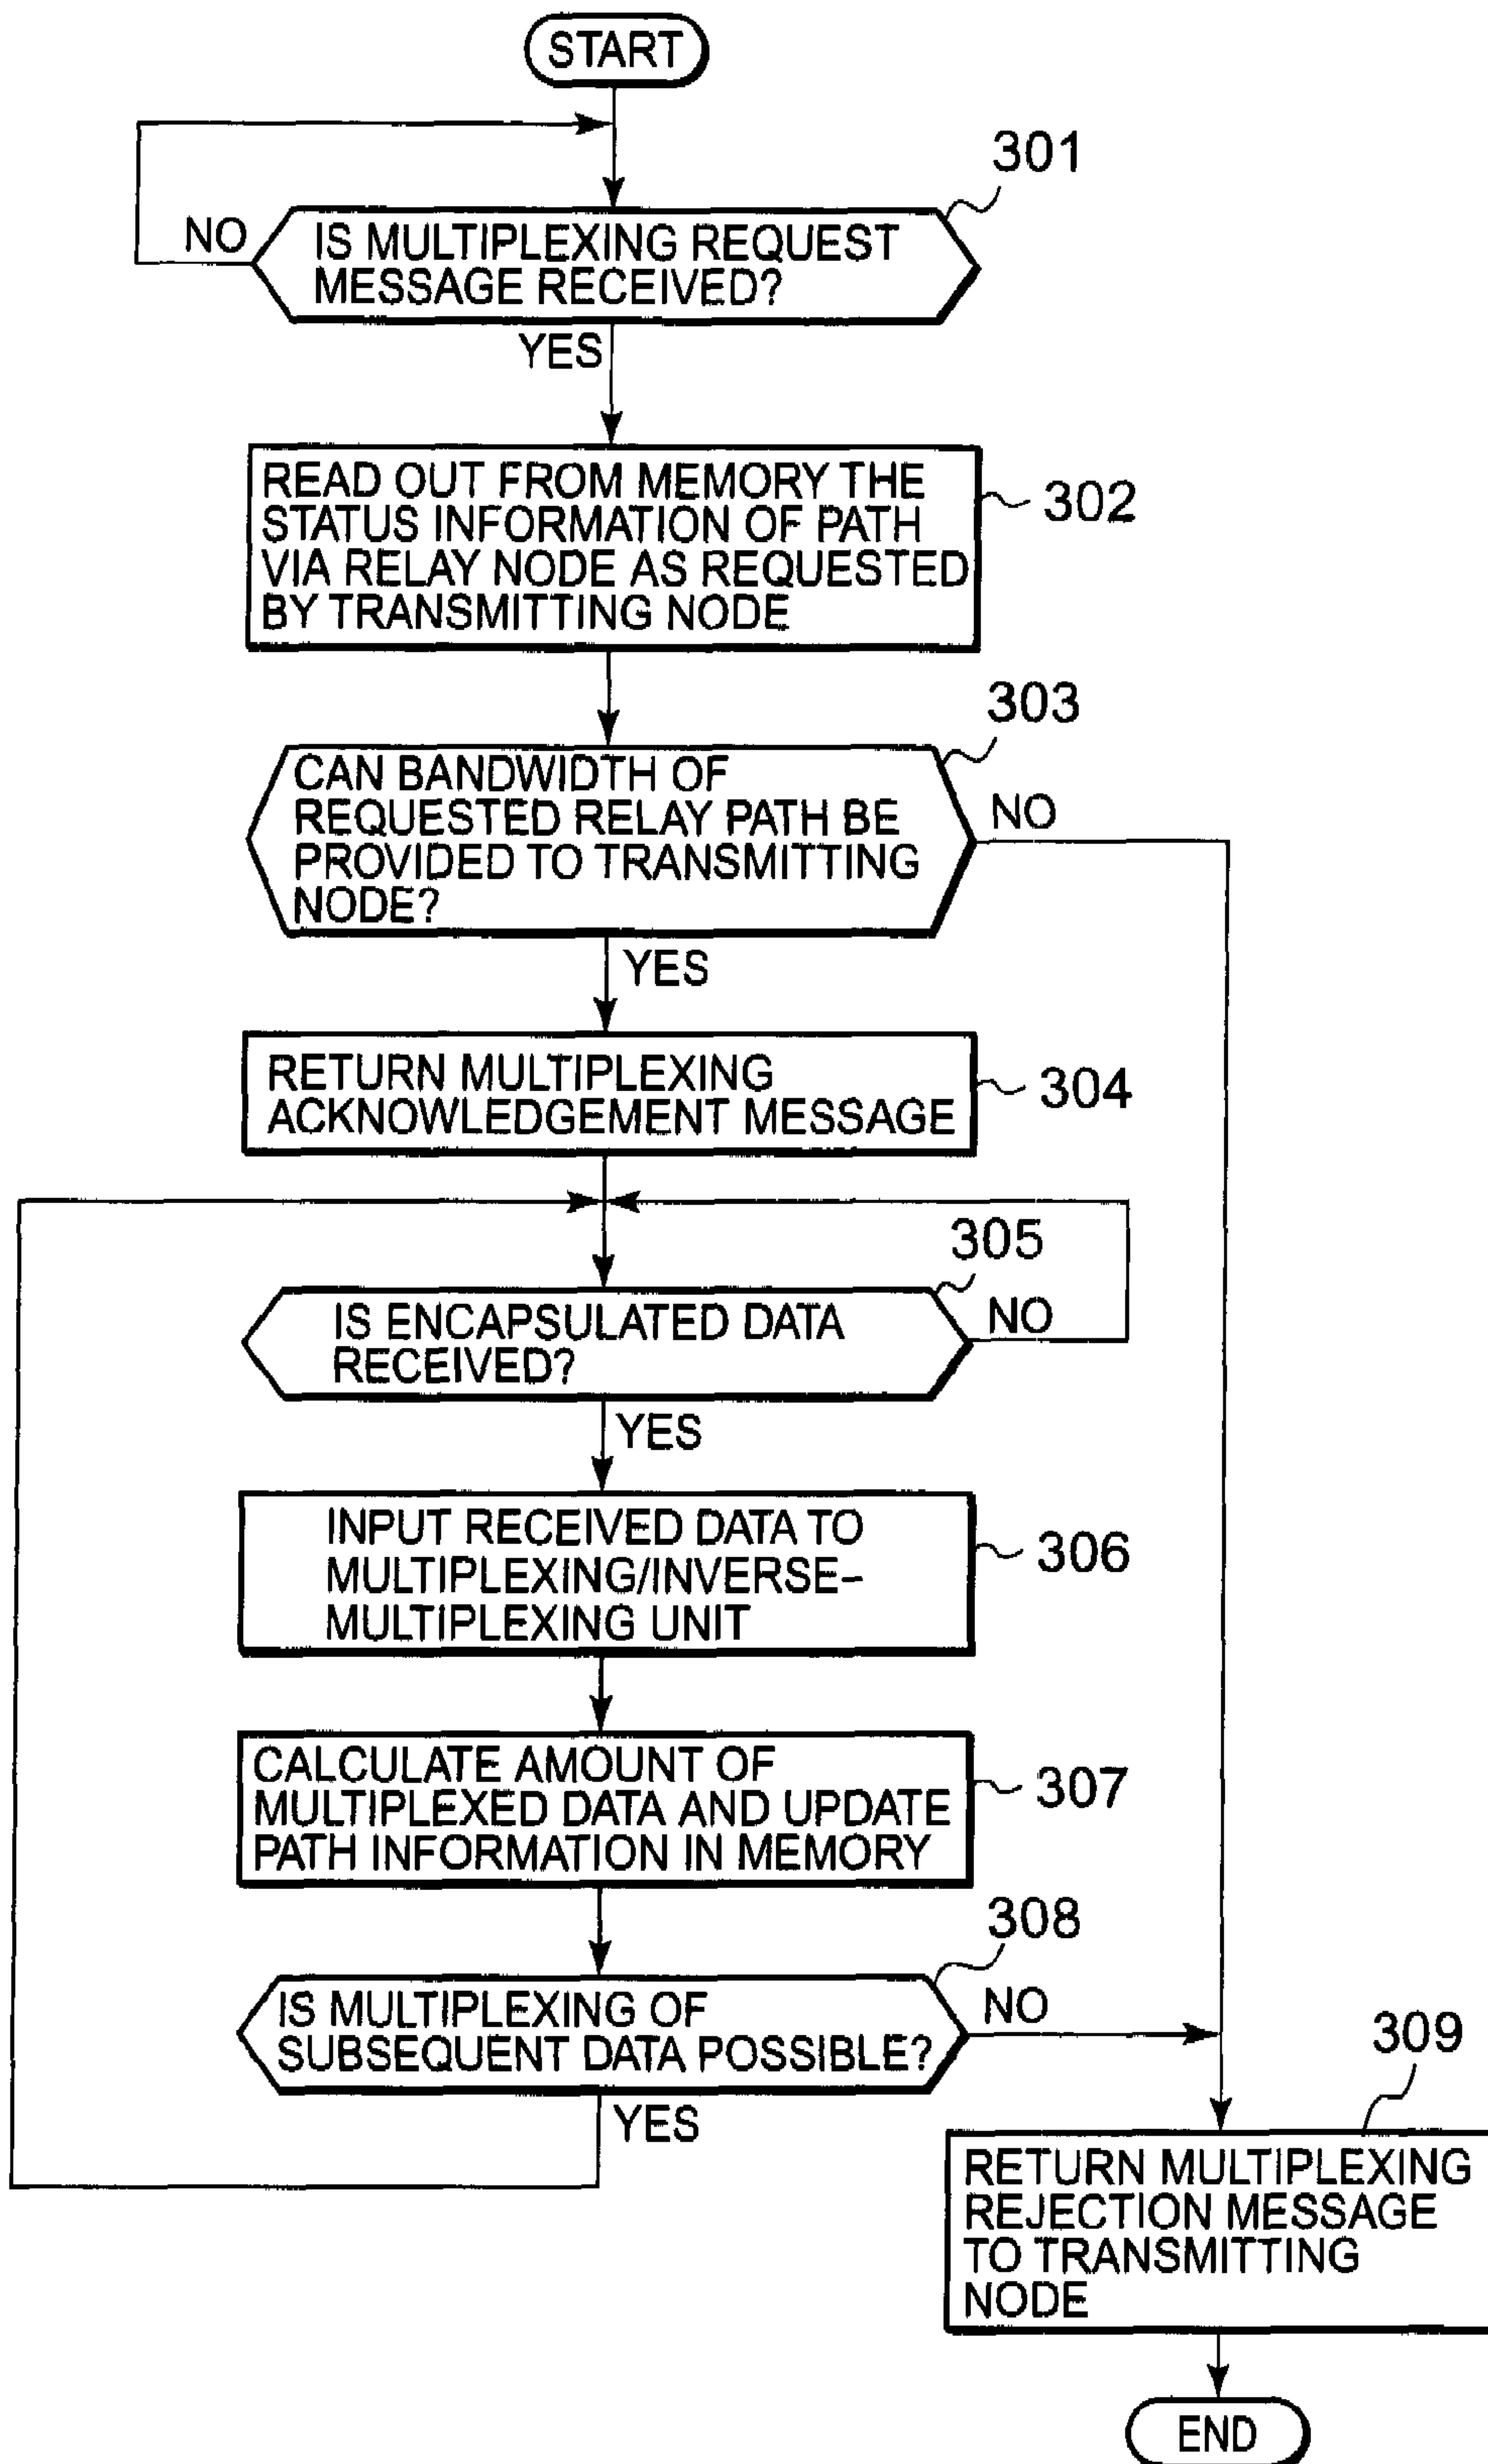 START
301
NO
IS MULTIPLEXING REQUEST
MESSAGE RECEIVED?
YES
READ OUT FROM MEMORY THE
STATUS INFORMATION OF PATH
VIA RELAY NODE AS REQUESTED
BY TRANSMITTING NODE
302
303
CAN BANDWIDTH OF
REQUESTED RELAY PATH BE
PROVIDED TO TRANSMITTING
NODE?
NO
YES
RETURN MULTIPLEXING
ACKNOWLEDGEMENT MESSAGE
304
305
IS ENCAPSULATED DATA
RECEIVED?
NO
YES
INPUT RECEIVED DATA TO
MULTIPLEXING/INVERSE-
MULTIPLEXING UNIT
306
CALCULATE AMOUNT OF
MULTIPLEXED DATA AND UPDATE
PATH INFORMATION IN MEMORY
307
308
IS MULTIPLEXING OF
SUBSEQUENT DATA POSSIBLE?
NO
YES
309
RETURN MULTIPLEXING
REJECTION MESSAGE
TO TRANSMITTING
NODE
END